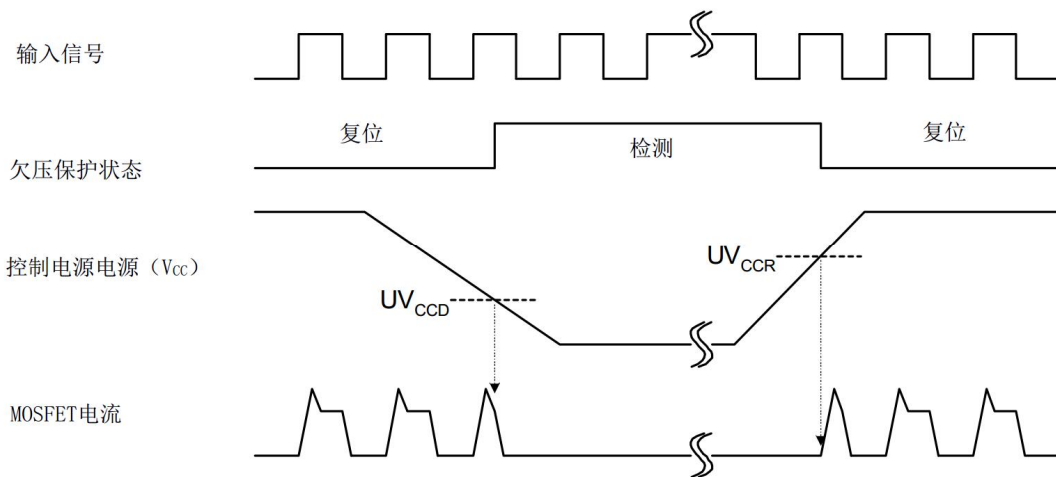 输入信号
复位
复位
检测
欠压保护状态
UVCCR
控制电源电源（Vcc）
UVCCD
MOSFET电流